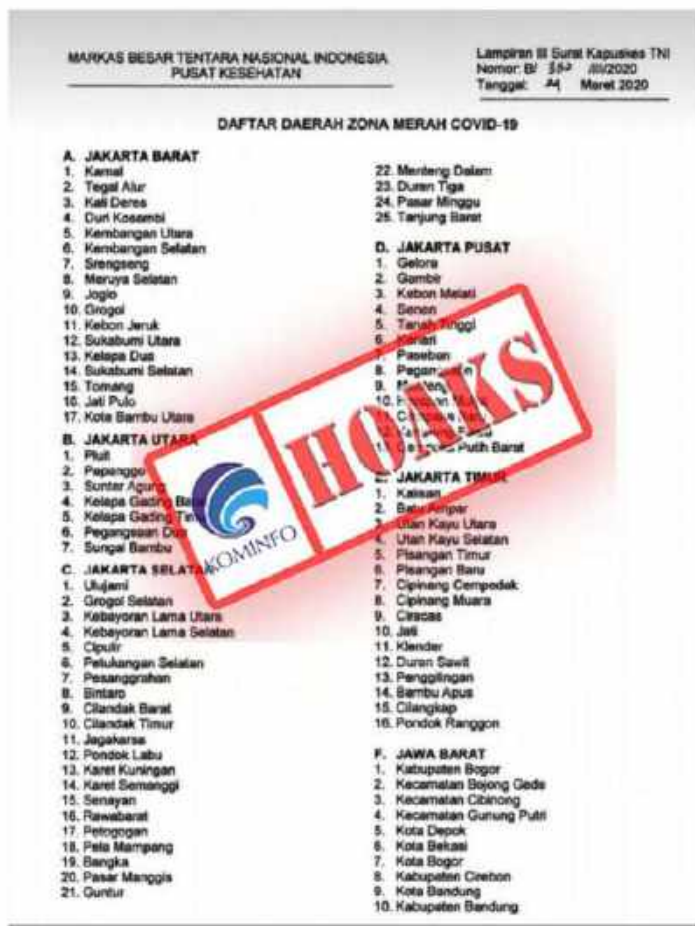 MARKAS BESAR TENTARA NASIONAL INDONESIA
PUSAT KESEHATAN
Lampiran III Surat Kapuskes TNI
Nomor: B/ /III/2020
Tanggal: Maret 2020
DAFTAR DAERAH ZONA MERAH COVID-19
A. JAKARTA BARAT
1. Kamal
2. Tegal Alur
3. Kali Deres
4. Duri Kosambi
5. Kembangan Utara
6. Kembangan Selatan
7. Srengseng
8. Meruya Selatan
9. Joglo
10. Grogol
11. Kebon Jeruk
12. Sukabumi Utara
13. Kelapa Dua
14. Sukabumi Selatan
15. Tomang
16. Jati Pulo
17. Kota Bambu Utara
B. JAKARTA UTARA
1. Pluit
2. Papanggo
3. Sunter Agung
4. Kelapa Gading
5. Kelapa Gading
6. Pegangsaan Dua
7. Sungai Bambu
C. JAKARTA SELATAN
1. Ulujami
2. Grogol Selatan
3. Kebayoran Lama Utara
4. Kebayoran Lama Selatan
5. Cipulir
6. Petukangan Selatan
7. Pesanggrahan
8. Bintaro
9. Cilandak Barat
10. Cilandak Timur
11. Jagakarsa
12. Pondok Labu
13. Karet Kuningan
14. Karet Semanggi
15. Senayan
16. Rawabarat
17. Petogogan
18. Pela Mampang
19. Bangka
20. Pasar Manggis
21. Guntur
22. Menteng Dalam
23. Duren Tiga
24. Pasar Minggu
25. Tanjung Barat
D. JAKARTA PUSAT
1. Gelora
2. Gambir
3. Kebon Melati
4. Senen
5. Tanah Tinggi
6. Kenari
7. Paseban
8.
9.
10.
Putih Barat
JAKARTA TIMUR
1. Kalisari
2. Batu Ampar
3. Utan Kayu Utara
4. Utan Kayu Selatan
5. Pisangan Timur
6. Pisangan Baru
7. Cipinang Cempedak
8. Cipinang Muara
9. Ciracas
10. Jati
11. Klender
12. Duren Sawit
13. Penggilingan
14. Bambu Apus
15. Cilangkap
16. Pondok Ranggon
F. JAWA BARAT
1. Kabupaten Bogor
2. Kecamatan Bojong Gede
3. Kecamatan Cibinong
4. Kecamatan Gunung Putri
5. Kota Depok
6. Kota Bekasi
7. Kota Bogor
8. Kabupaten Cirebon
9. Kota Bandung
10. Kabupaten Bandung
KOMINFO
HOAKS